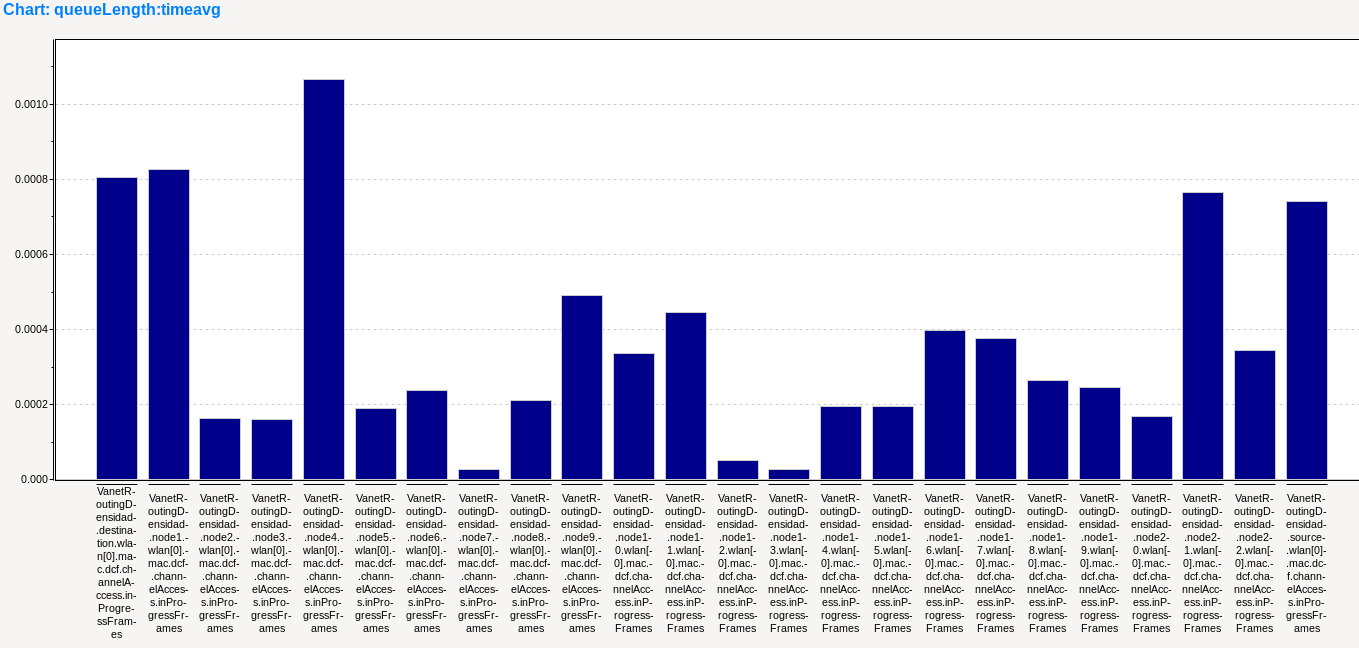 Chart: queueLength:timeavg
0.0010
0.0008
0.0006
0.0004
0.0002
0.000
VanetR-
outingD-
ensidad-
.destina-
tion.wla-
n[0].ma-
c.dcf.ch-
annelA-
ccess.in-
Progre-
ssFram-
es
VanetR-
outingD-
ensidad-
.node1.-
wlan[0].-
mac.dcf-
.chann-
elAcces-
s.inPro-
gressFr-
ames
VanetR-
outingD-
ensidad-
.node2.-
wlan[0].-
mac.dcf-
.chann-
elAcces-
s.inPro-
gressFr-
ames
VanetR-
outingD-
ensidad-
.node3.-
wlan[0].-
mac.dcf-
.chann-
elAcces-
s.inPro-
gressFr-
ames
VanetR-
outingD-
ensidad-
.node4.-
wlan[0].-
mac.dcf-
.chann-
elAcces-
s.inPro-
gressFr-
ames
VanetR-
outingD-
ensidad-
.node5.-
wlan[0].-
mac.dcf-
.chann-
elAcces-
s.inPro-
gressFr-
ames
VanetR-
outingD-
ensidad-
.node6.-
wlan[0].-
mac.dcf-
.chann-
elAcces-
s.inPro-
gressFr-
ames
VanetR-
outingD-
ensidad-
.node7.-
wlan[0].-
mac.dcf-
.chann-
elAcces-
s.inPro-
gressFr-
ames
VanetR-
outingD-
ensidad-
.node8.-
wlan[0].-
mac.dcf-
.chann-
elAcces-
s.inPro-
gressFr-
ames
VanetR-
outingD-
ensidad-
.node9.-
wlan[0].-
mac.dcf-
.chann-
elAcces-
s.inPro-
gressFr-
ames
VanetR-
outingD-
ensidad-
.node1-
0.wlan[-
0].mac.-
dcf.cha-
nnelAcc-
ess.inP-
rogress-
Frames
VanetR-
outingD-
ensidad-
.node1-
1.wlan[-
0].mac.-
dcf.cha-
nnelAcc-
ess.inP-
rogress-
Frames
VanetR-
outingD-
ensidad-
.node1-
2.wlan[-
0].mac.-
dcf.cha-
nnelAcc-
ess.inP-
rogress-
Frames
VanetR-
outingD-
ensidad-
.node1-
3.wlan[-
0].mac.-
dcf.cha-
nnelAcc-
ess.inP-
rogress-
Frames
VanetR-
outingD-
ensidad-
.node1-
4.wlan[-
0].mac.-
dcf.cha-
nnelAcc-
ess.inP-
rogress-
Frames
VanetR-
outingD-
ensidad-
.node1-
5.wlan[-
0].mac.-
dcf.cha-
nnelAcc-
ess.inP-
rogress-
Frames
VanetR-
outingD-
ensidad-
.node1-
6.wlan[-
0].mac.-
dcf.cha-
nnelAcc-
ess.inP-
rogress-
Frames
VanetR-
outingD-
ensidad-
.node1-
7.wlan[-
0].mac.-
dcf.cha-
nnelAcc-
ess.inP-
rogress-
Frames
VanetR-
outingD-
ensidad-
.node1-
8.wlan[-
0].mac.-
dcf.cha-
nnelAcc-
ess.inP-
rogress-
Frames
VanetR-
outingD-
ensidad-
.node1-
9.wlan[-
0].mac.-
dcf.cha-
nnelAcc-
ess.inP-
rogress-
Frames
VanetR-
outingD-
ensidad-
.node2-
0.wlan[-
0].mac.-
dcf.cha-
nnelAcc-
ess.inP-
rogress-
Frames
VanetR-
outingD-
ensidad-
.node2-
1.wlan[-
0].mac.-
dcf.cha-
nnelAcc-
ess.inP-
rogress-
Frames
VanetR-
outingD-
ensidad-
.node2-
2.wlan[-
0].mac.-
dcf.cha-
nnelAcc-
ess.inP-
rogress-
Frames
VanetR-
outingD-
ensidad-
.source-
.wlan[0]-
.mac.dc-
f.channe-
elAcces-
s.inPro-
gressFr-
ames